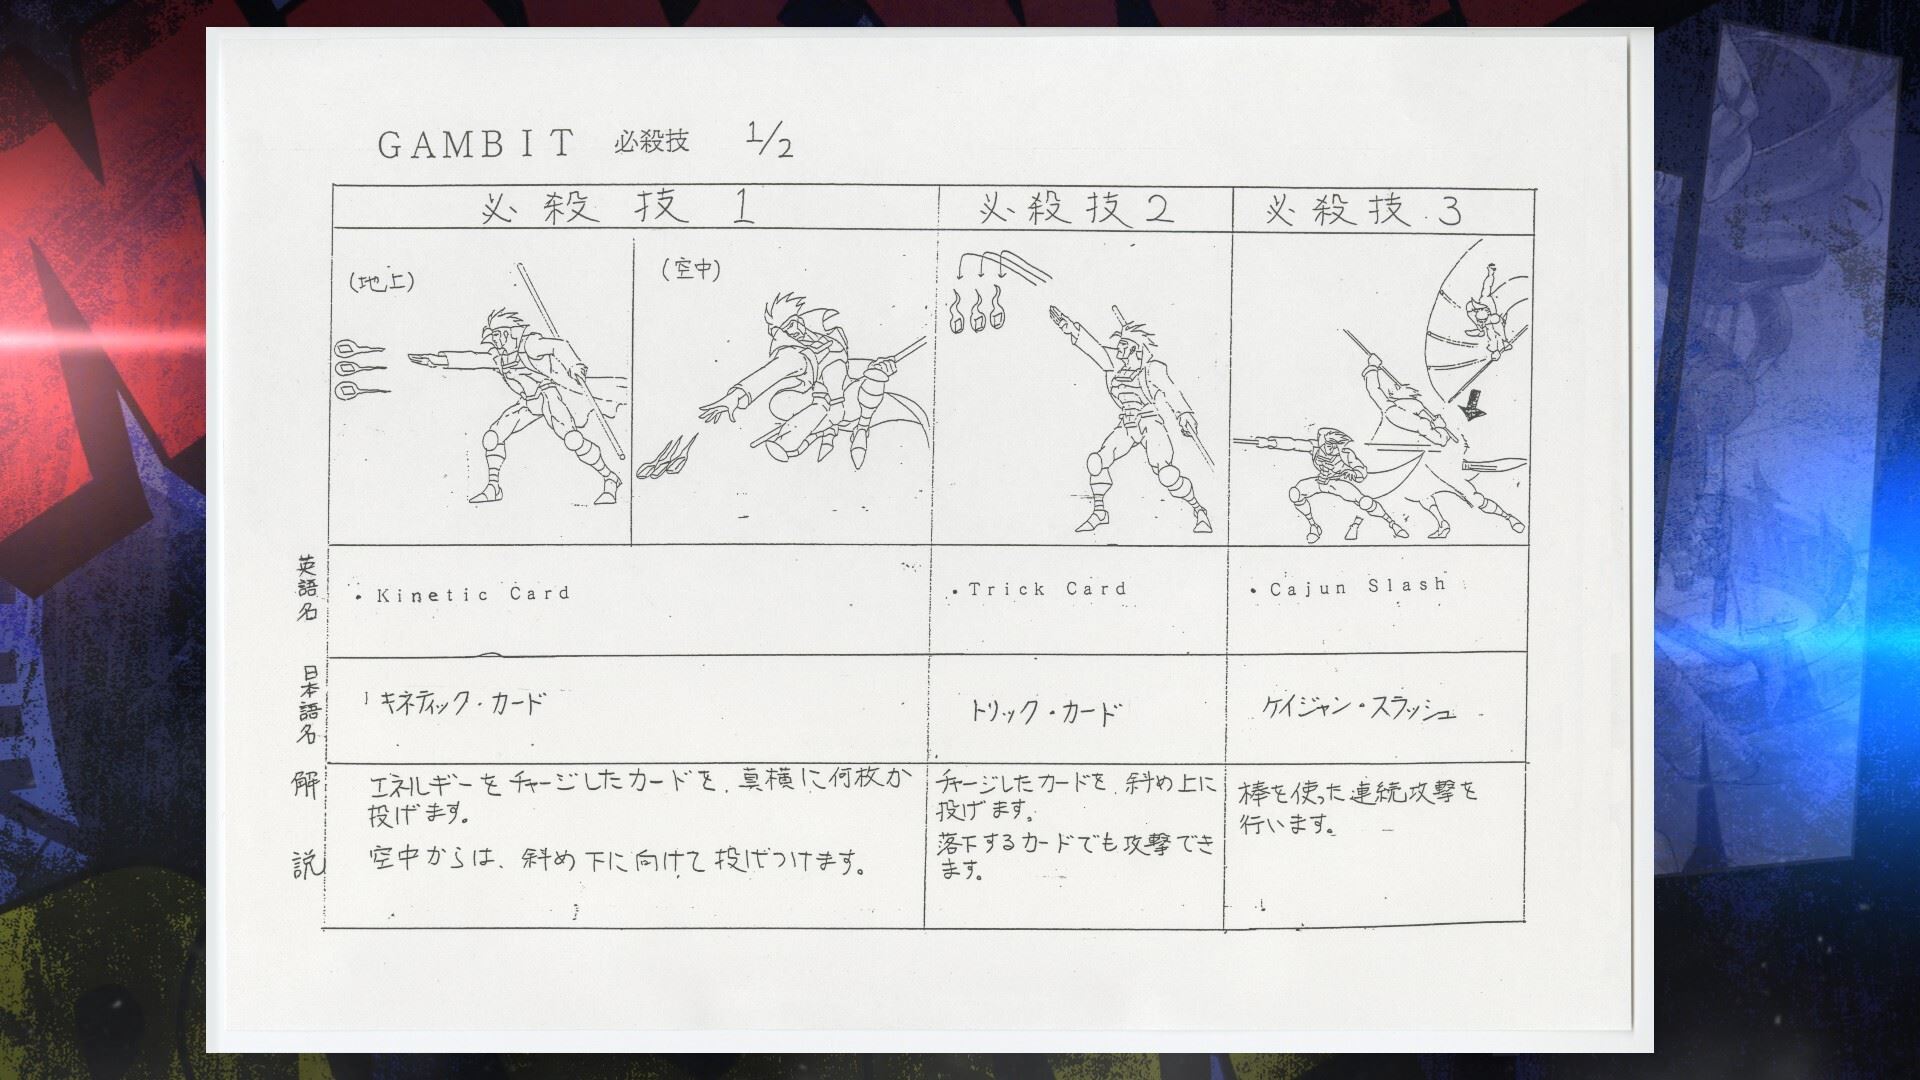 GAMBIT 必殺技 1/2
必殺技 1
必殺技2
必殺技.3
(地上)
(空中)
英語名
・Kinetic Card
・Trick Card
・Cajun Slash
日本語名
キネティック・カード
トリック・カード
ケイジャン・スラッシュ
解説
エネルギーをチャージしたカードを、真横に何枚か
投げます。
空中からは、斜め下に向けて投げつけます。
チャージしたカードを、斜め上に
投げます。
落下するカードでも攻撃でき
ます。
棒を使った連続攻撃を
行います。